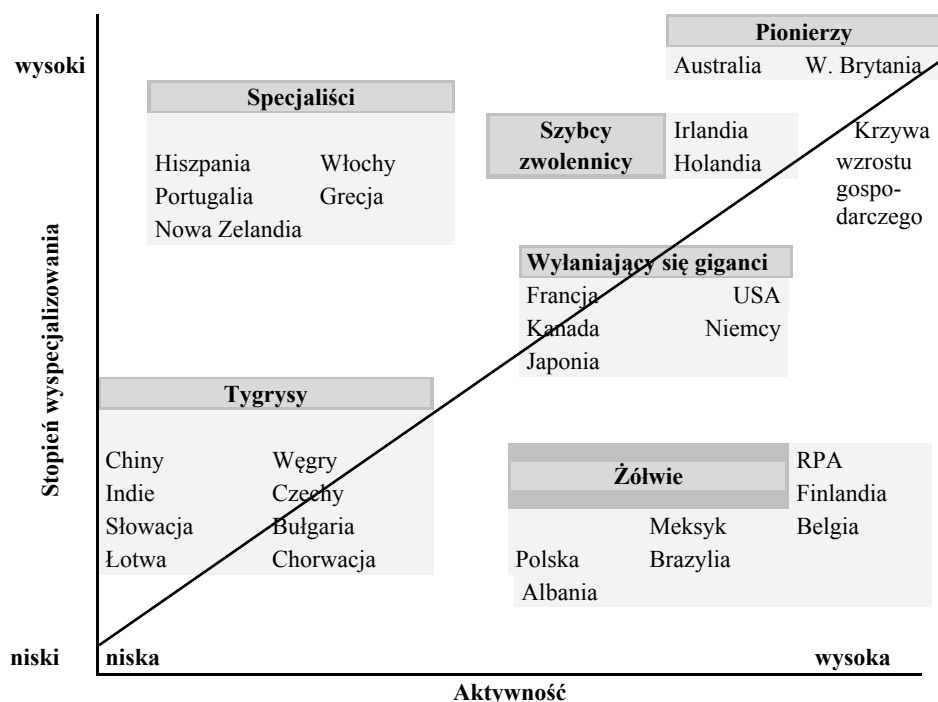 Pionierzy
wysoki
Australia W. Brytania
Specjaliści
Szybcy
zwolennicy
Irlandia
Holandia
Krzywa
wzrostu
gospo-
darczego
Hiszpania Włochy
Portugalia Grecja
Nowa Zelandia
Stopień wyspecjalizowania
Wyłaniający się giganci
Francja USA
Kanada Niemcy
Japonia
Tygrysy
Chiny Węgry
Indie Czechy
Słowacja Bułgaria
Łotwa Chorwacja
Żółwie
RPA
Finlandia
Meksyk Belgia
Polska Brazylia
Albania
niski niska wysoka
Aktywność